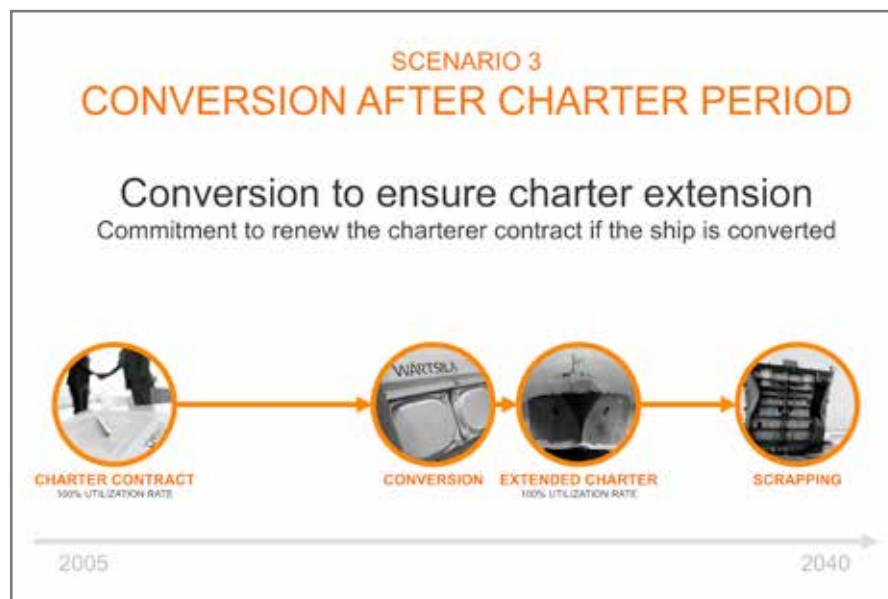 SCENARIO 3
CONVERSION AFTER CHARTER PERIOD
Conversion to ensure charter extension
Commitment to renew the charterer contract if the ship is converted
WÄRTSILÄ
CHARTER CONTRACT
100% UTILIZATION RATE
CONVERSION
EXTENDED CHARTER
100% UTILIZATION RATE
SCRAPPING
2005
2040